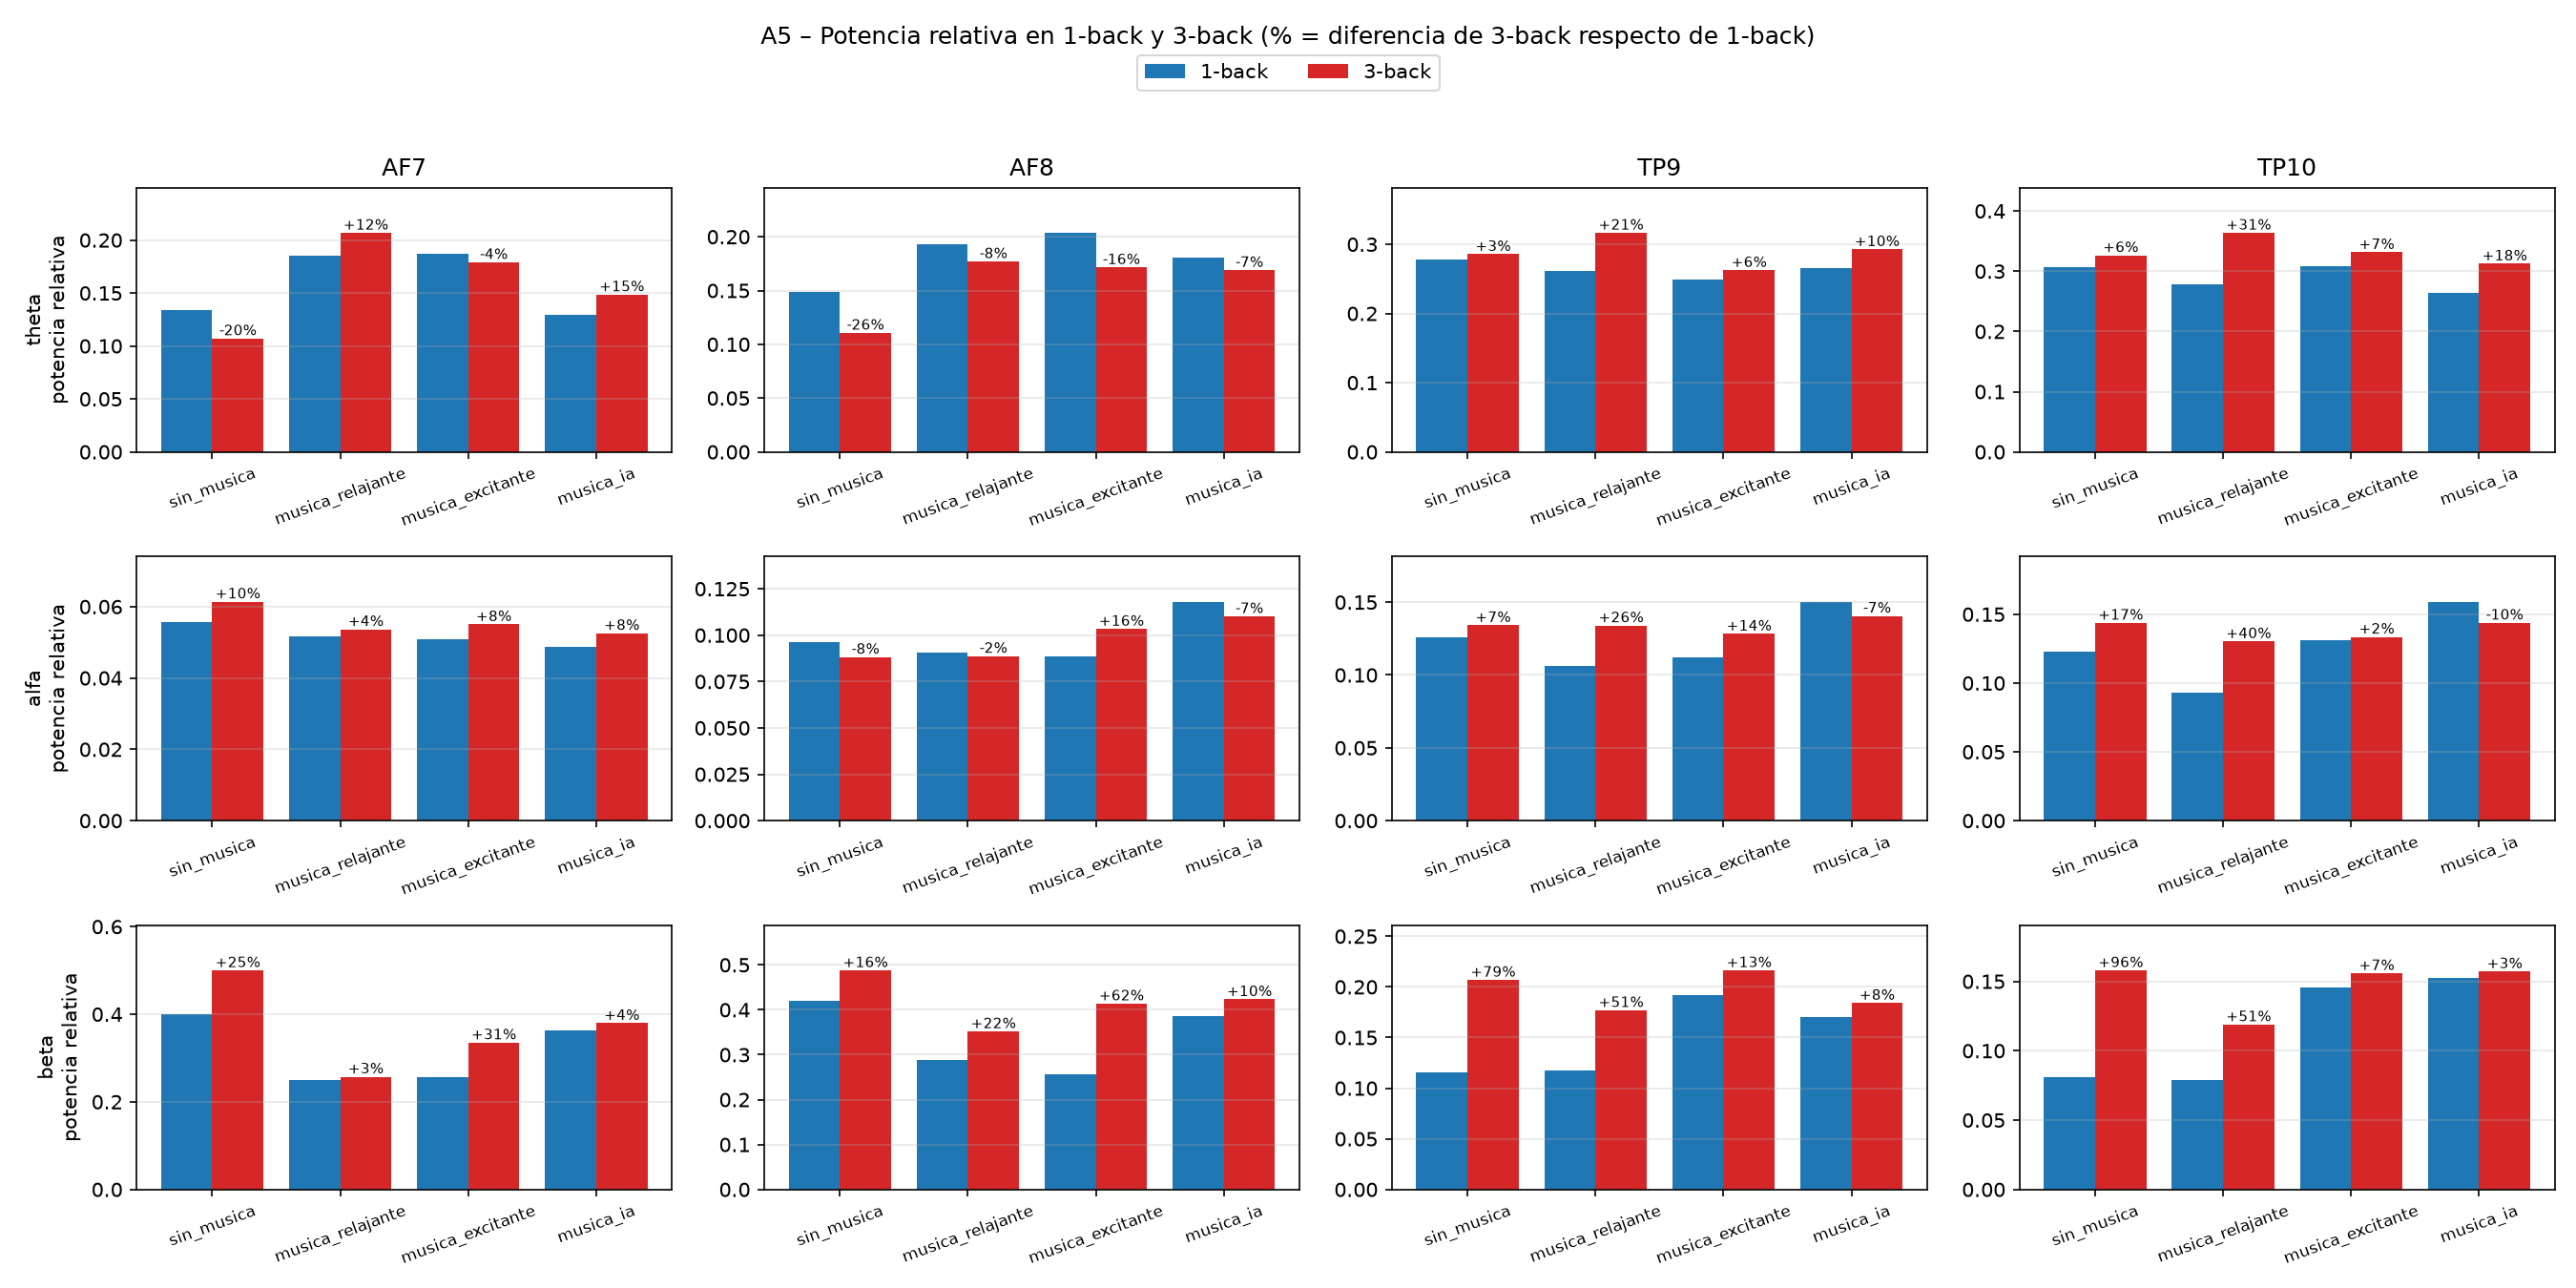 A5 – Potencia relativa en 1-back y 3-back (% = diferencia de 3-back respecto de 1-back)
1-back 3-back
AF7 AF8 TP9 TP10
theta
potencia relativa
0.20
0.15
0.10
0.05
0.00
-20% +12% -4% +15%
sin_musica musica_relajante musica_excitante musica_ia
0.20
0.15
0.10
0.05
0.00
-26% -8% -16% -7%
sin_musica musica_relajante musica_excitante musica_ia
0.3
0.2
0.1
0.0
+3% +21% +6% +10%
sin_musica musica_relajante musica_excitante musica_ia
0.4
0.3
0.2
0.1
0.0
+6% +31% +7% +18%
sin_musica musica_relajante musica_excitante musica_ia
alfa
potencia relativa
0.06
0.04
0.02
0.00
+10% +4% +8% +8%
sin_musica musica_relajante musica_excitante musica_ia
0.125
0.100
0.075
0.050
0.025
0.000
-8% -2% +16% -7%
sin_musica musica_relajante musica_excitante musica_ia
0.15
0.10
0.05
0.00
+7% +26% +14% -7%
sin_musica musica_relajante musica_excitante musica_ia
0.15
0.10
0.05
0.00
+17% +40% +2% -10%
sin_musica musica_relajante musica_excitante musica_ia
beta
potencia relativa
0.6
0.4
0.2
0.0
+25% +3% +31% +4%
sin_musica musica_relajante musica_excitante musica_ia
0.5
0.4
0.3
0.2
0.1
0.0
+16% +22% +62% +10%
sin_musica musica_relajante musica_excitante musica_ia
0.25
0.20
0.15
0.10
0.05
0.00
+79% +51% +13% +8%
sin_musica musica_relajante musica_excitante musica_ia
0.15
0.10
0.05
0.00
+96% +51% +7% +3%
sin_musica musica_relajante musica_excitante musica_ia